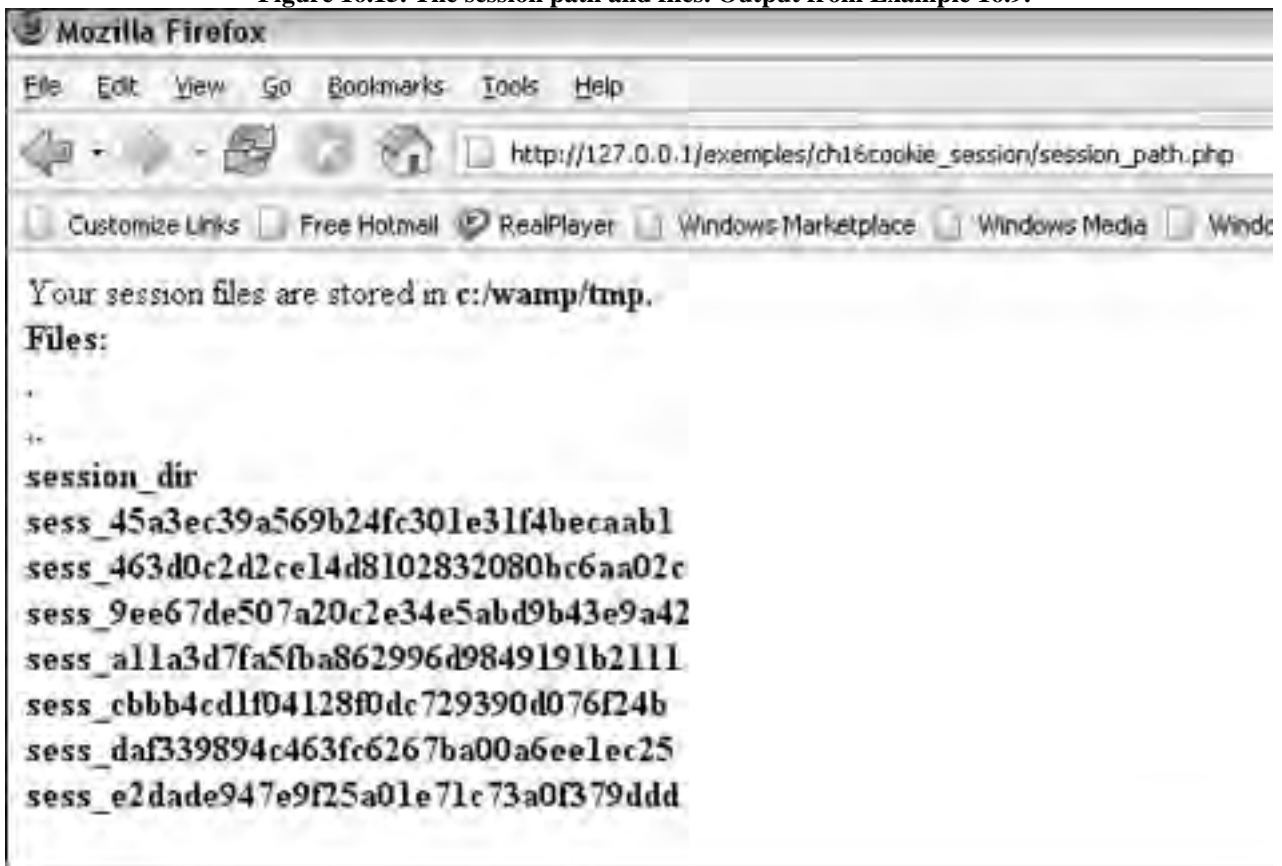 Figure 16.13. The session path and files. Output from Example 16.9.
Mozilla Firefox
File Edit View Go Bookmarks Tools Help
http://127.0.0.1/exemples/ch16cookie_session/session_path.php
Customize Links Free Hotmail RealPlayer Windows Marketplace Windows Media Windo
Your session files are stored in c:/wamp/tmp.
Files:
.
..
session_dir
sess_45a3ec39a569b24fc301e31f4becaab1
sess_463d0c2d2ce14d8102832080bc6aa02c
sess_9ee67de507a20c2e34e5abd9b43e9a42
sess_a11a3d7fa5fba862996d9849191b2111
sess_cbbb4cd1f04128f0dc729390d076f24b
sess_daf339894c463fc6267ba00a6ee1ec25
sess_e2dade947e9f25a01e71c73a0f379ddd